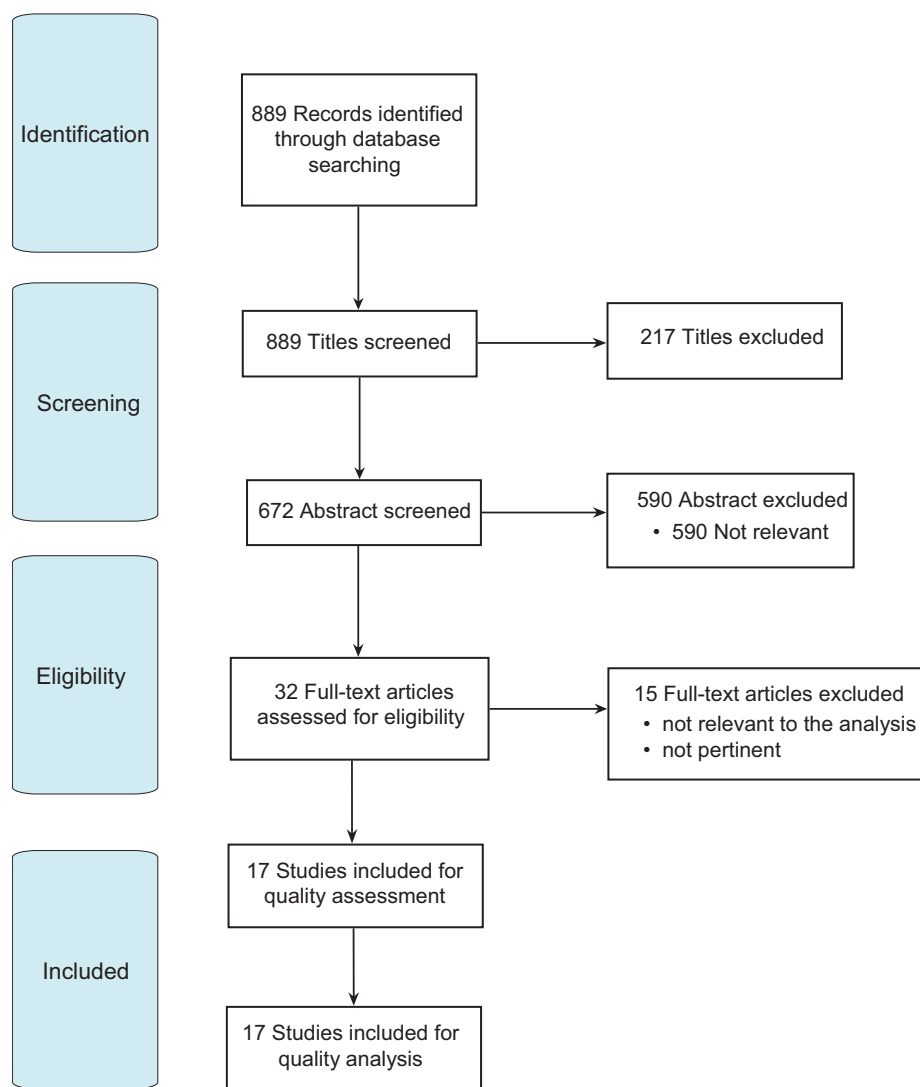 Identification
889 Records identified
through database
searching
Screening
889 Titles screened
217 Titles excluded
672 Abstract screened
590 Abstract excluded
• 590 Not relevant
Eligibility
32 Full-text articles
assessed for eligibility
15 Full-text articles excluded
• not relevant to the analysis
• not pertinent
Included
17 Studies included for
quality assessment
17 Studies included for
quality analysis